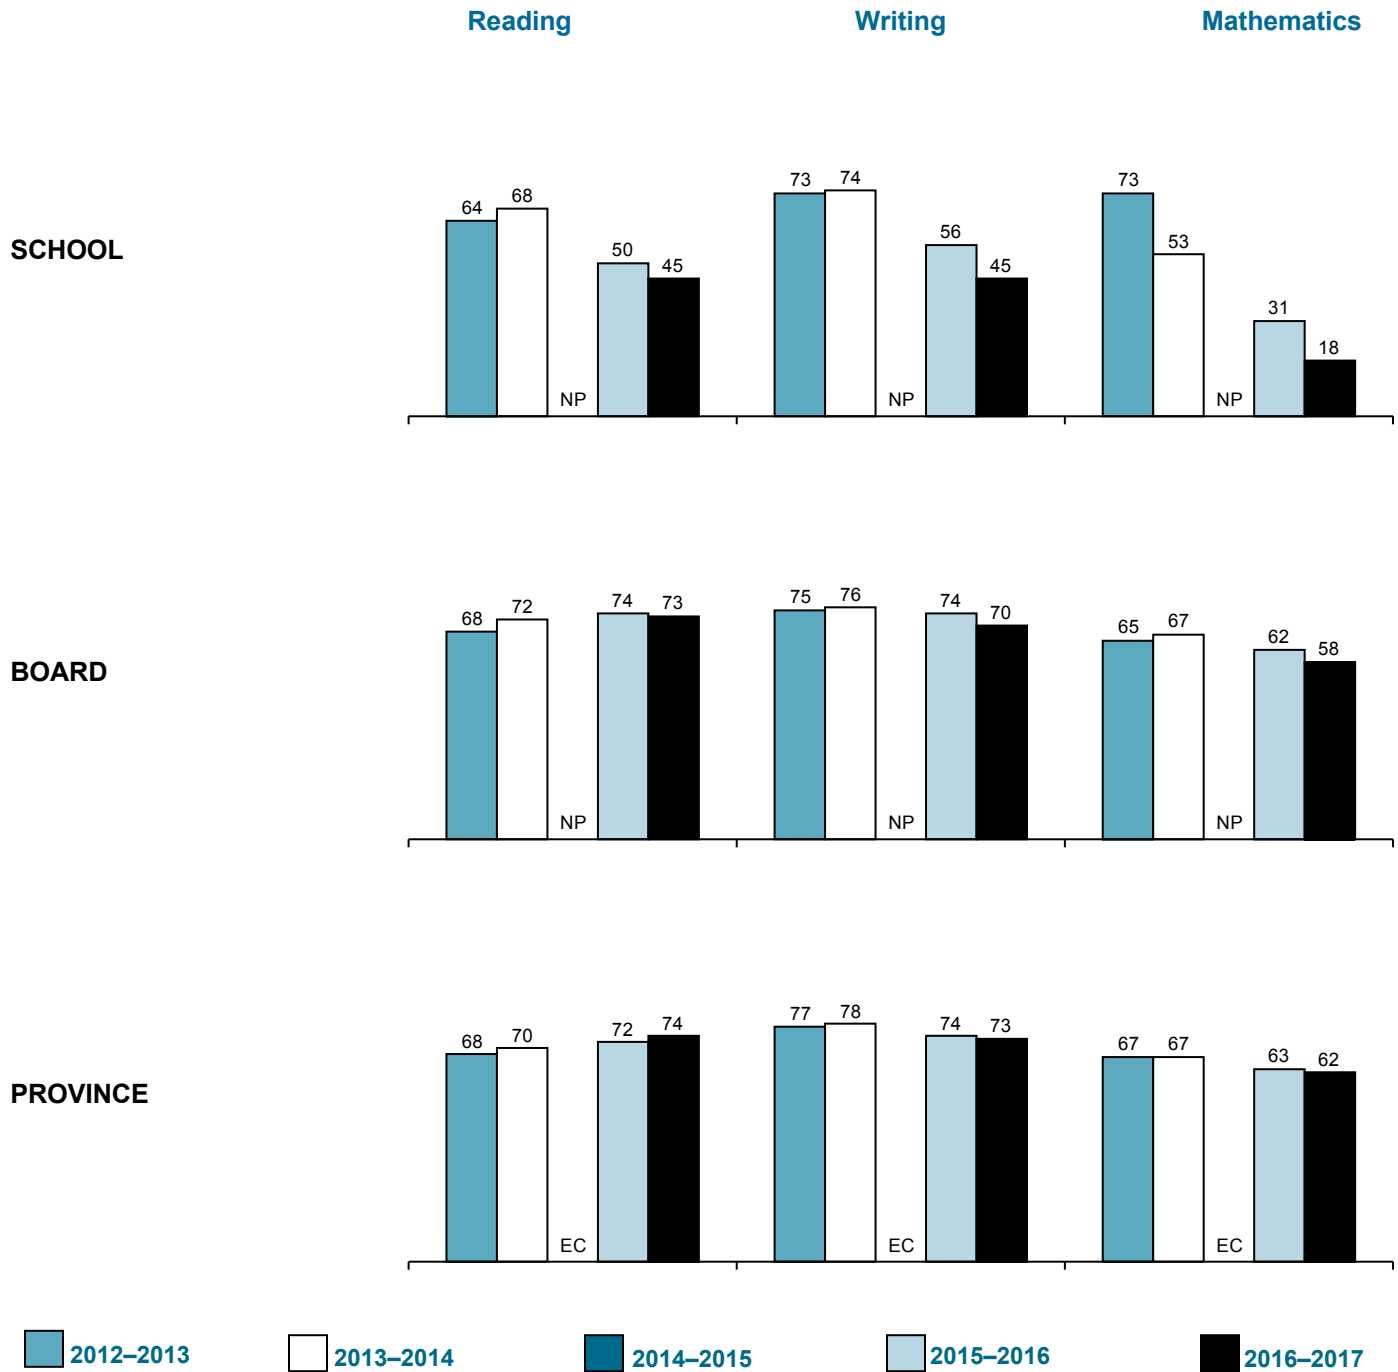 Reading Writing Mathematics
SCHOOL
64 68 NP 50 45 73 74 NP 56 45 73 53 NP 31 18
BOARD
68 72 NP 74 73 75 76 NP 74 70 65 67 NP 62 58
PROVINCE
68 70 EC 72 74 77 78 EC 74 73 67 67 EC 63 62
2012–2013 2013–2014 2014–2015 2015–2016 2016–2017